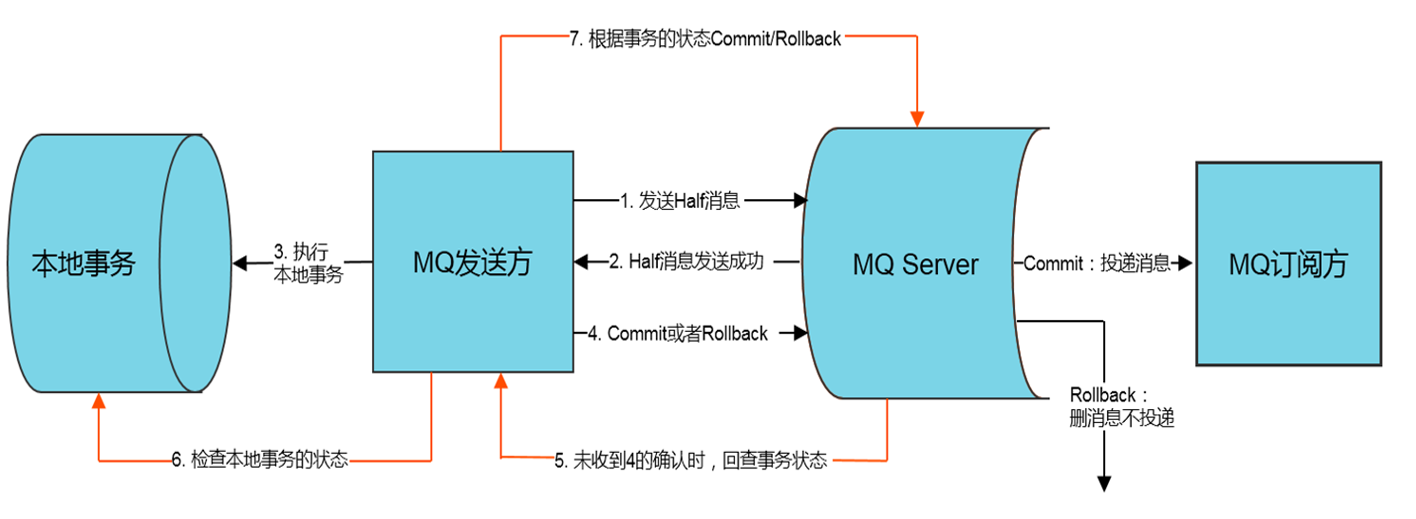 7. 根据事务的状态Commit/Rollback
1. 发送Half消息
本地事务
3. 执行
本地事务
MQ发送方
2. Half消息发送成功
MQ Server
Commit：投递消息
MQ订阅方
4. Commit或者Rollback
Rollback：
删消息不投递
6. 检查本地事务的状态
5. 未收到4的确认时，回查事务状态